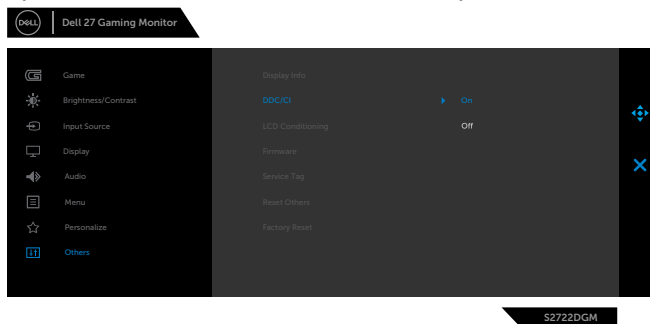 DELL
Dell 27 Gaming Monitor
Game
Display Info
Brightness/Contrast
DDC/CI
On
Input Source
LCD Conditioning
Off
Display
Firmware
Audio
Service Tag
Menu
Reset Others
Personalize
Factory Reset
Others
S2722DGM